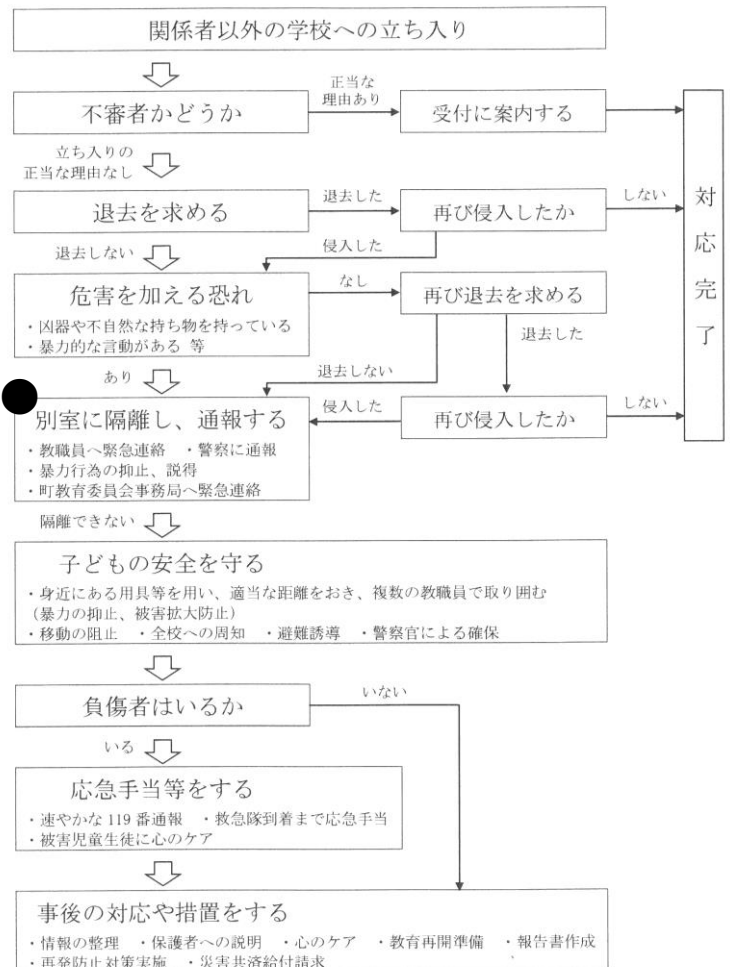 関係者以外の学校への立ち入り
正当な
理由あり
不審者かどうか
受付に案内する
立ち入りの
正当な理由なし
退去を求める
退去した
再び侵入したか
しない
対応完了
退去しない
侵入した
危害を加える恐れ
・凶器や不自然な持ち物を持っている
・暴力的な言動がある 等
なし
再び退去を求める
退去した
あり
退去しない
別室に隔離し、通報する
・教職員へ緊急連絡 ・警察に通報
・暴力行為の抑止、説得
・町教育委員会事務局へ緊急連絡
侵入した
再び侵入したか
しない
隔離できない
子どもの安全を守る
・身近にある用具等を用い、適当な距離をおき、複数の教職員で取り囲む
（暴力の抑止、被害拡大防止）
・移動の阻止 ・全校への周知 ・避難誘導 ・警察官による確保
負傷者はいるか
いない
いる
応急手当等をする
・速やかな 119 番通報 ・救急隊到着まで応急手当
・被害児童生徒に心のケア
事後の対応や措置をする
・情報の整理 ・保護者への説明 ・心のケア ・教育再開準備 ・報告書作成
・再発防止対策実施 ・災害共済給付請求